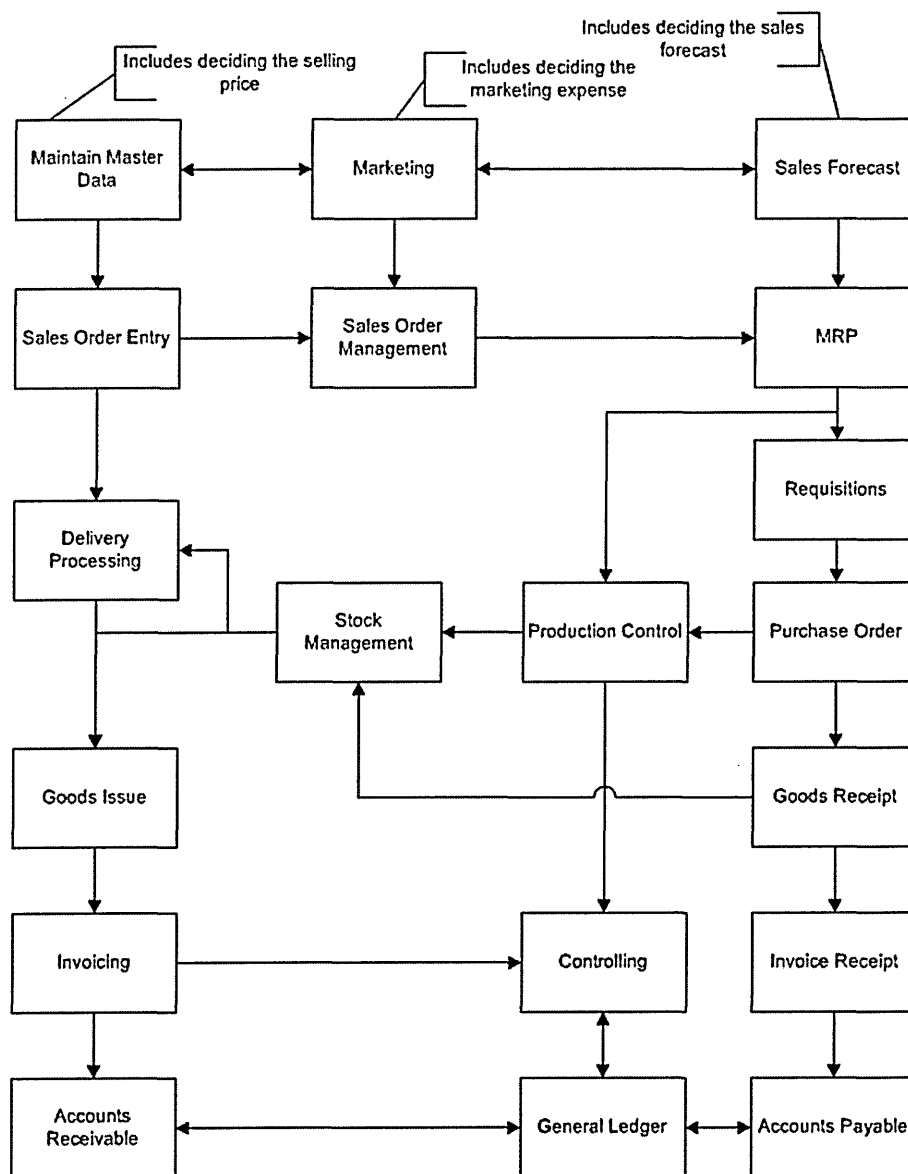 Includes deciding the selling
price
Includes deciding the
marketing expense
Includes deciding the sales
forecast
Maintain Master
Data
Marketing
Sales Forecast
Sales Order Entry
Sales Order
Management
MRP
Requisitions
Delivery
Processing
Stock
Management
Production Control
Purchase Order
Goods Issue
Goods Receipt
Invoicing
Controlling
Invoice Receipt
Accounts
Receivable
General Ledger
Accounts Payable